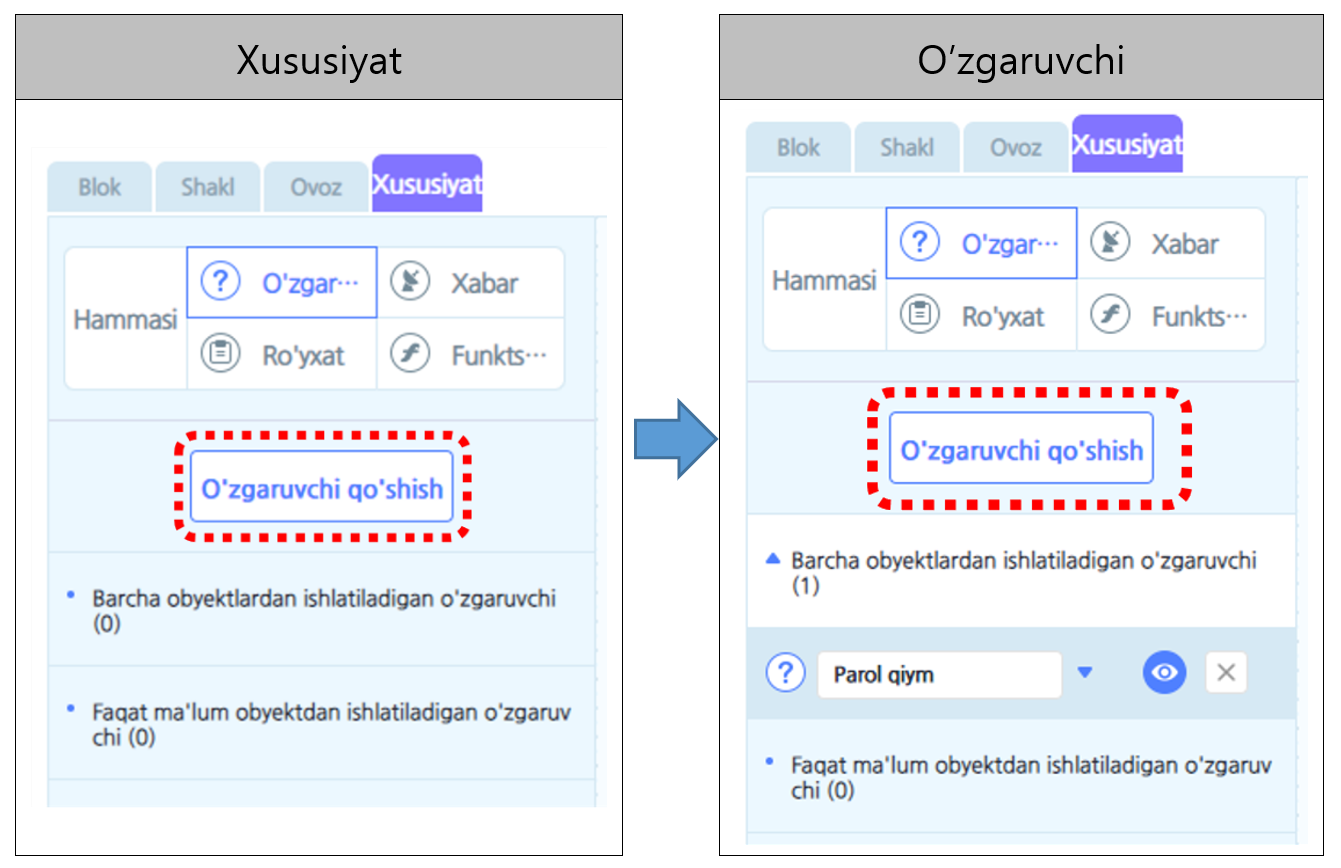 Xususiyat
Blok Shakl Ovoz Xususiyat
Hammasi
? O'zgar··· Xabar
Ro'yxat Funkts···
O'zgaruvchi qo'shish
Barcha obyektlardan ishlatiladigan o'zgaruvchi
(0)
Faqat ma'lum obyektdan ishlatiladigan o'zgaruv
chi (0)
O’zgaruvchi
Blok Shakl Ovoz Xususiyat
Hammasi
? O'zgar··· Xabar
Ro'yxat Funkts···
O'zgaruvchi qo'shish
Barcha obyektlardan ishlatiladigan o'zgaruvchi
(1)
? Parol qiym
Faqat ma'lum obyektdan ishlatiladigan o'zgaruv
chi (0)